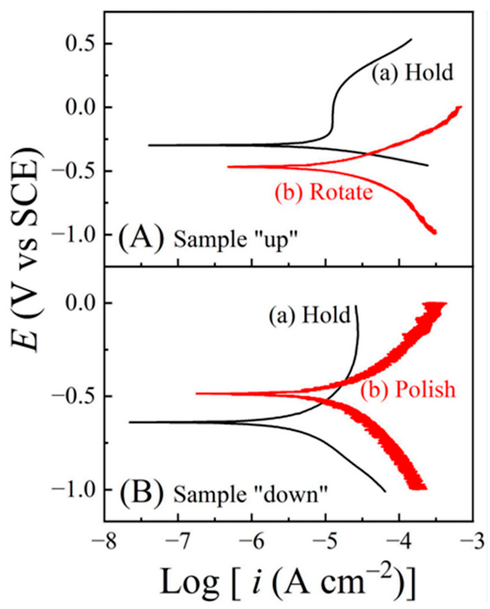 0.5
(a) Hold
0.0
−0.5
(b) Rotate
−1.0
(A) Sample "up"
E (V vs SCE)
0.0
(a) Hold
−0.5
(b) Polish
−1.0
(B) Sample "down"
−8 −7 −6 −5 −4 −3
Log [ i (A cm−2)]